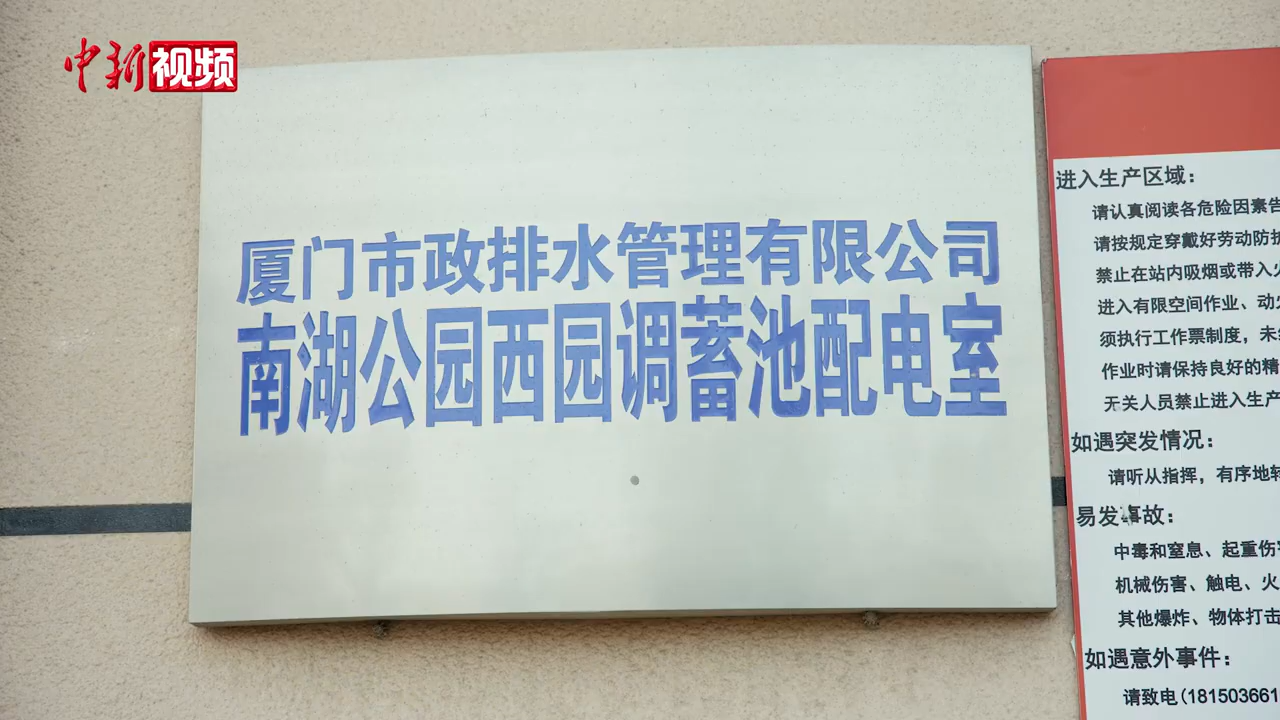 中新视频
厦门市政排水管理有限公司
南湖公园西园调蓄池配电室
进入生产区域：
请认真阅读各危险因素告
请按规定穿戴好劳动防护
禁止在站内吸烟或带入火
进入有限空间作业、动火
须执行工作票制度，未
作业时请保持良好的精
无关人员禁止进入生产
如遇突发情况：
请听从指挥，有序地转
易发事故：
中毒和窒息、起重伤害
机械伤害、触电、火
其他爆炸、物体打击
如遇意外事件：
请致电(181503661